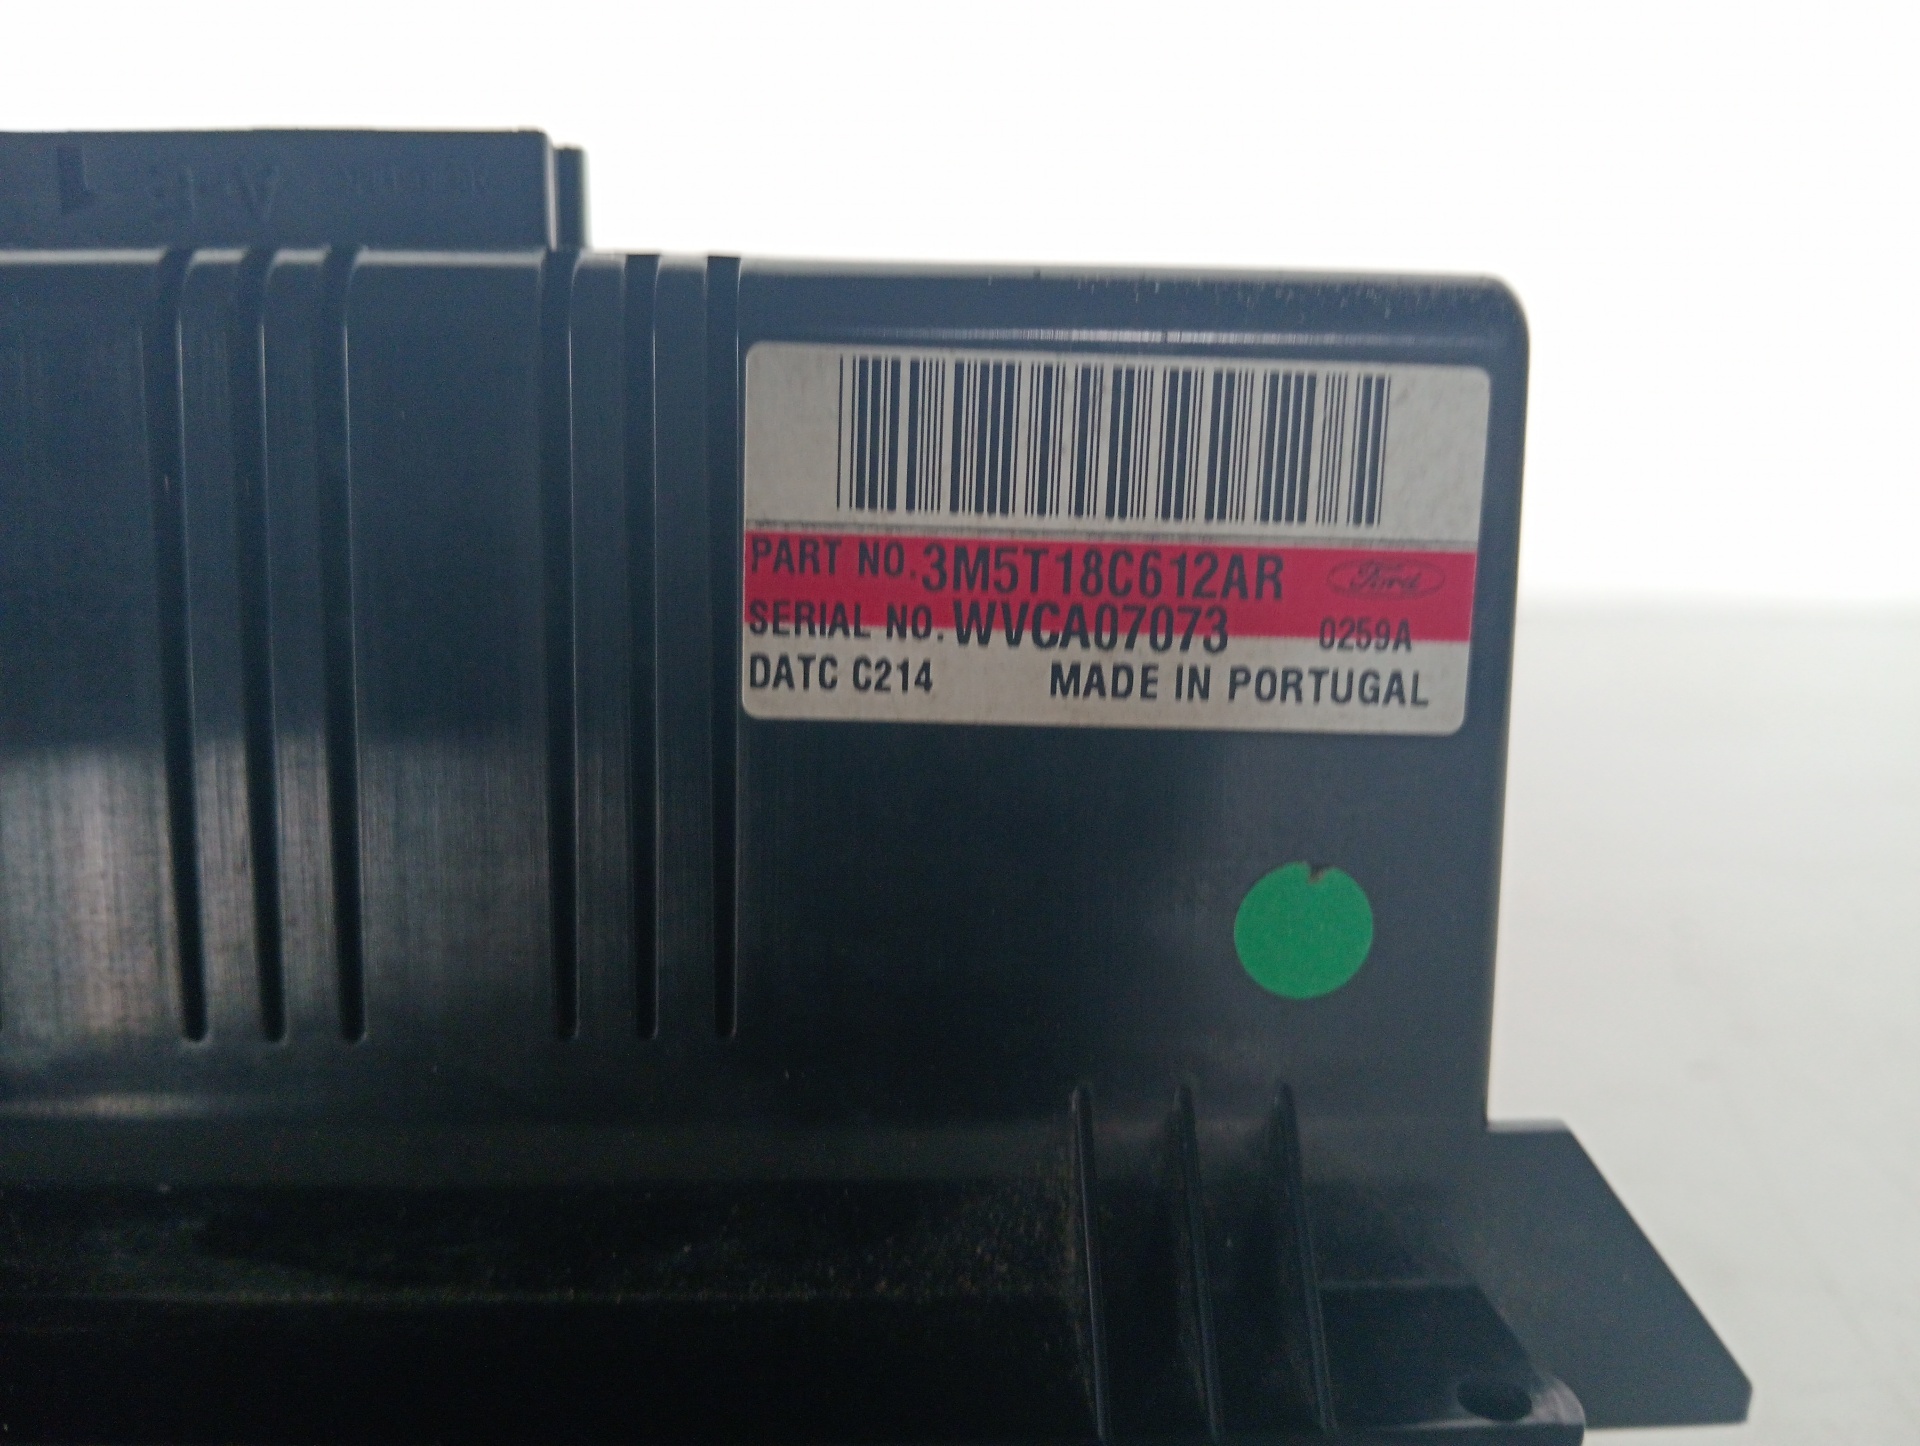 PART NO. 3M5T18C612AR Ford
SERIAL NO. WVCA07073 0259A
DATC C214 MADE IN PORTUGAL